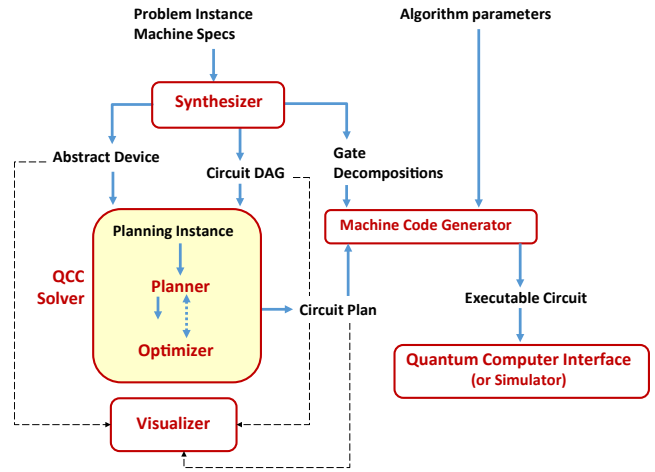 Problem Instance
Machine Specs
Algorithm parameters
Synthesizer
Abstract Device
Circuit DAG
Gate
Decompositions
Planning Instance
Machine Code Generator
QCC
Solver
Planner
Circuit Plan
Executable Circuit
Optimizer
Quantum Computer Interface
(or Simulator)
Visualizer